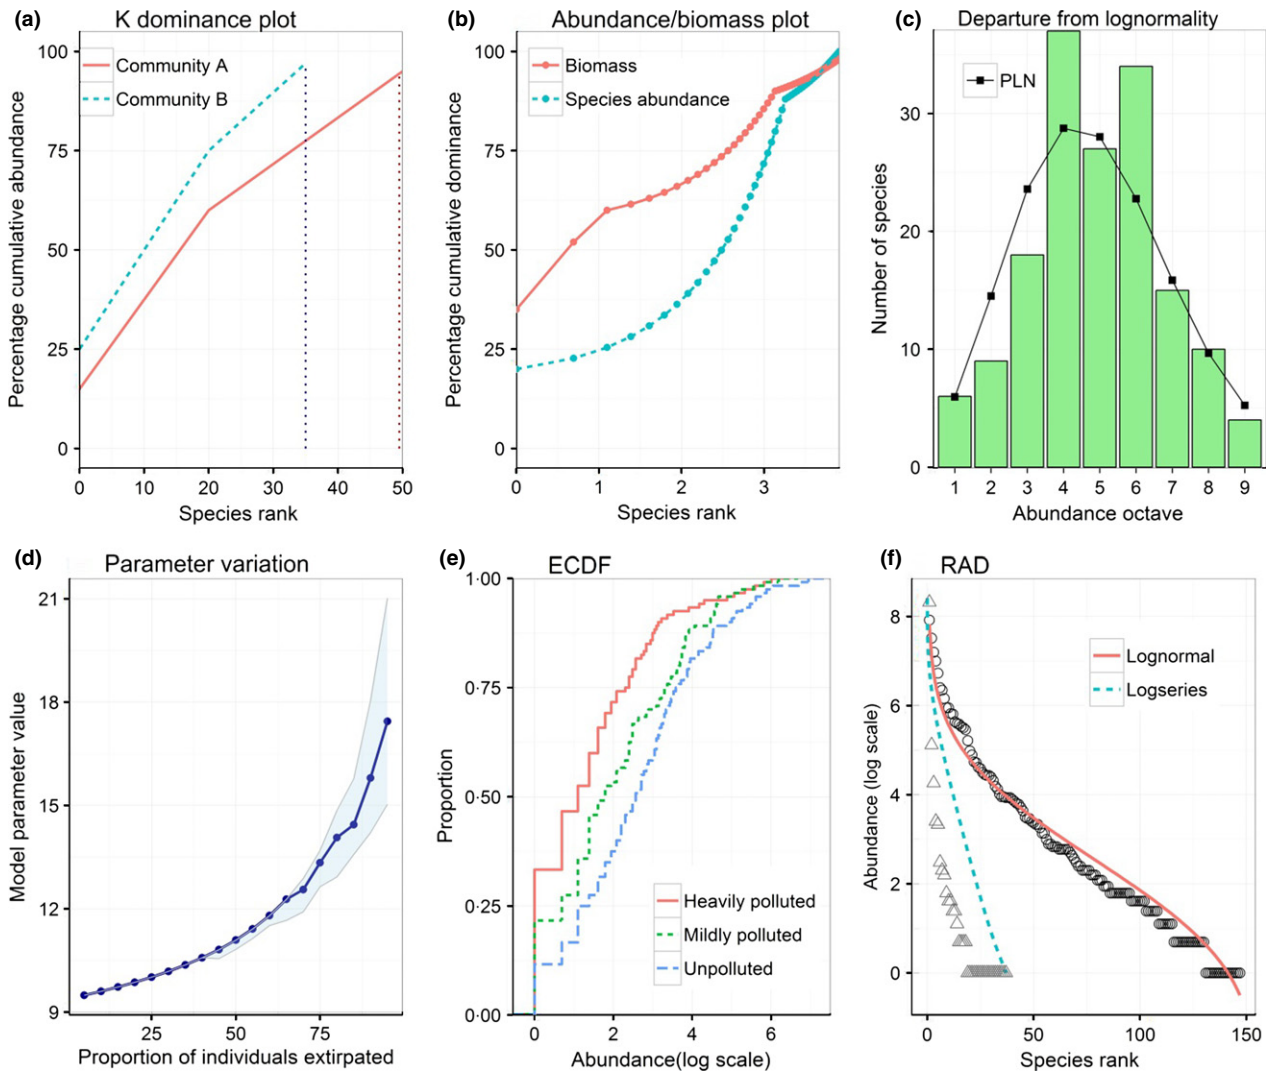 (a) K dominance plot
100
75
50
25
0
Percentage cumulative abundance
Community A
Community B
0 10 20 30 40 50
Species rank
(b) Abundance/biomass plot
100
75
50
25
0
Percentage cumulative dominance
Biomass
Species abundance
0 1 2 3
Species rank
(c) Departure from lognormality
30
20
10
0
Number of species
PLN
1 2 3 4 5 6 7 8 9
Abundance octave
(d) Parameter variation
21
18
15
12
9
Model parameter value
25 50 75
Proportion of individuals extirpated
(e) ECDF
1·00
0·75
0·50
0·25
0·00
Proportion
Heavily polluted
Mildly polluted
Unpolluted
0 2 4 6
Abundance(log scale)
(f) RAD
8
6
4
2
0
Abundance (log scale)
Lognormal
Logseries
0 50 100 150
Species rank